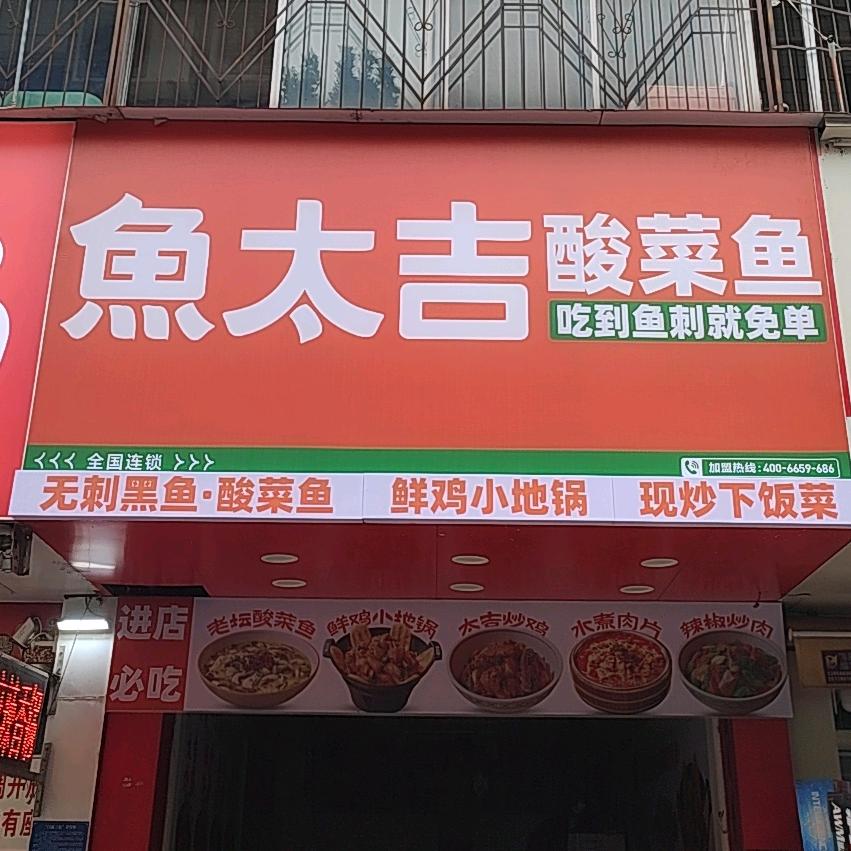 魚太吉 酸菜鱼
吃到鱼刺就免单
<<< 全国连锁 >>>
加盟热线:400-6659-686
无刺黑鱼·酸菜鱼 鲜鸡小地锅 现炒下饭菜
进店
必吃
老坛酸菜鱼 鲜鸡小地锅 太吉炒鸡 水煮肉片 辣椒炒肉
有座